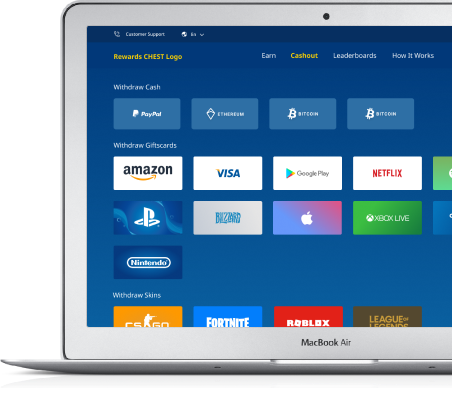 Customer Support En
Rewards CHEST Logo Earn Cashout Leaderboards How It Works
Withdraw Cash
PayPal ETHEREUM BITCOIN BITCOIN
Withdraw Giftcards
amazon VISA Google Play NETFLIX
BLIZZARD XBOX LIVE
Nintendo
Withdraw Skins
CS GO FORTNITE ROBLOX LEAGUE OF
LEGENDS
MacBook Air